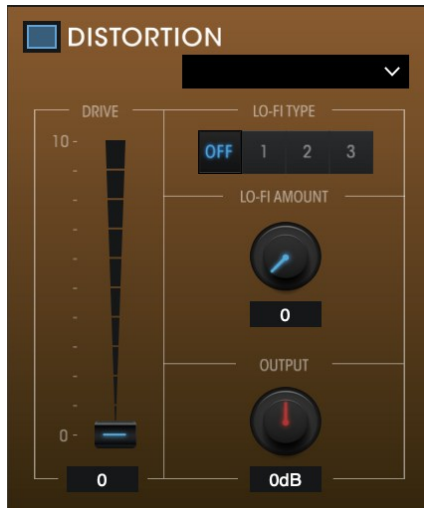 DISTORTION
DRIVE
10 -
-
-
-
-
-
-
-
-
-
0 -
0
LO-FI TYPE
OFF 1 2 3
LO-FI AMOUNT
0
OUTPUT
0dB